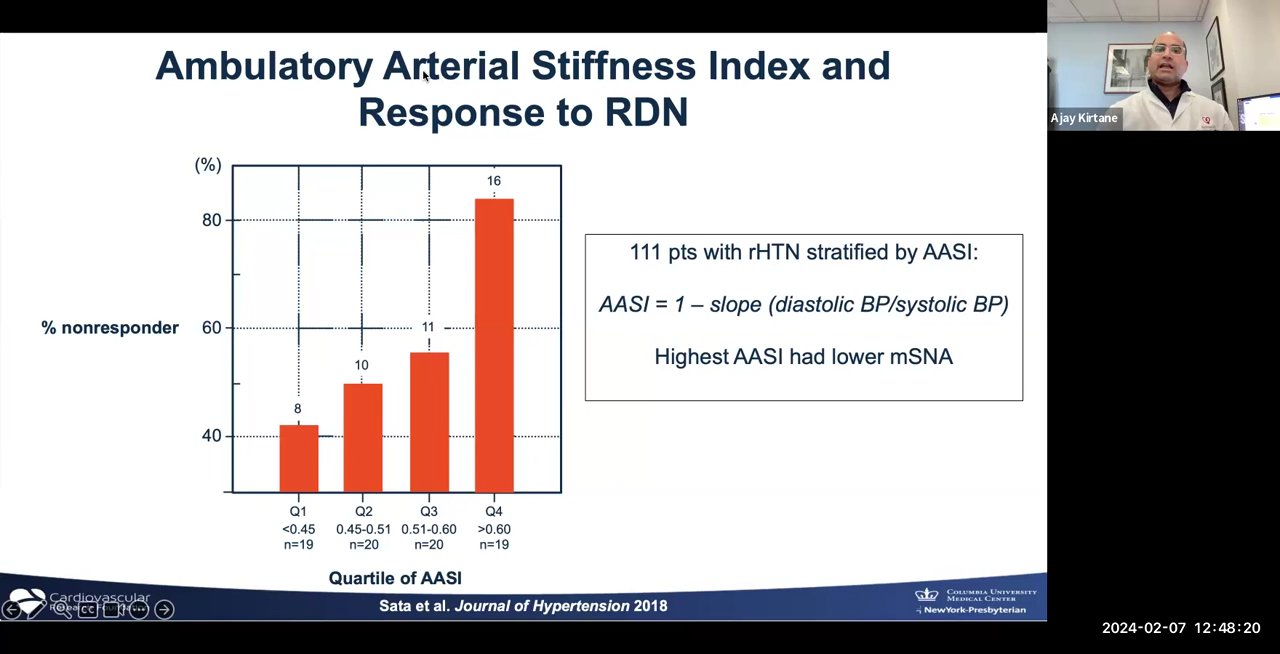 Ambulatory Arterial Stiffness Index and
Response to RDN
Ajay Kirtane
(%)
80
60
40
% nonresponder
8
10
11
16
111 pts with rHTN stratified by AASI:
AASI = 1 – slope (diastolic BP/systolic BP)
Highest AASI had lower mSNA
Q1 Q2 Q3 Q4
<0.45 0.45-0.51 0.51-0.60 >0.60
n=19 n=20 n=20 n=19
Quartile of AASI
Cardiovascular
Research Foundation
Sata et al. Journal of Hypertension 2018
COLUMBIA UNIVERSITY
MEDICAL CENTER
NewYork-Presbyterian
2024-02-07 12:48:20